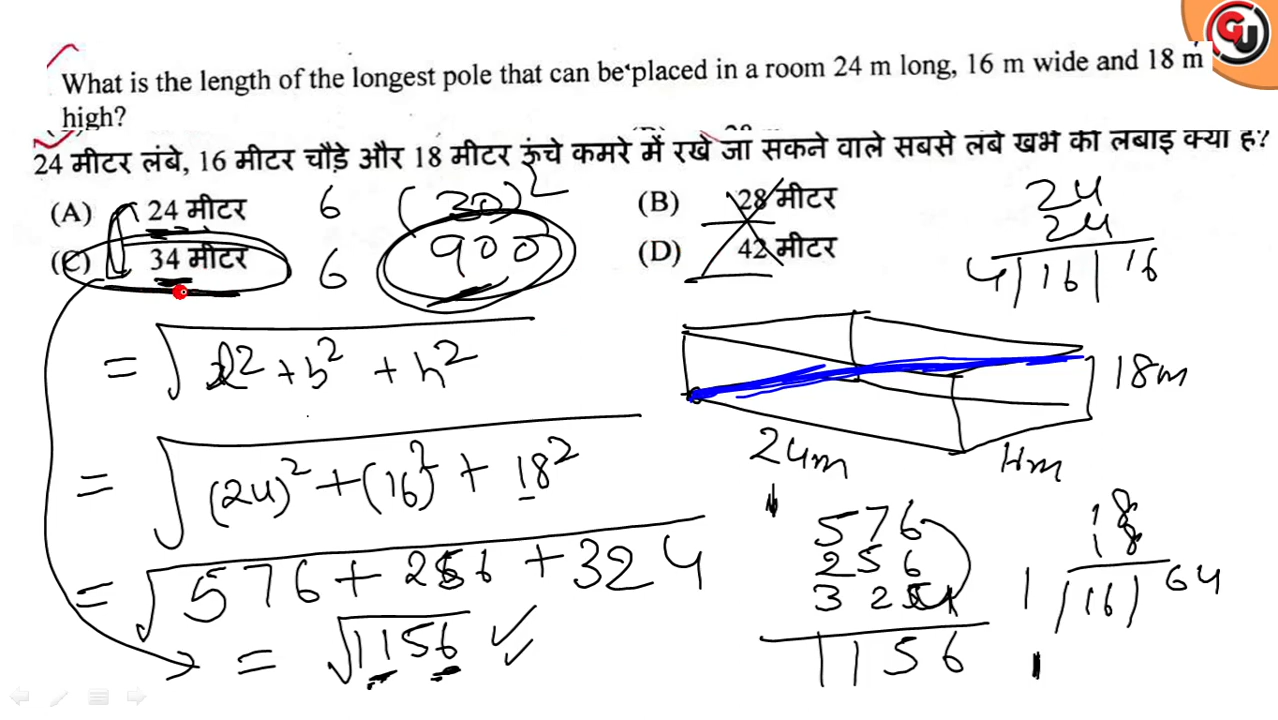 GU
What is the length of the longest pole that can be placed in a room 24 m long, 16 m wide and 18 m
high?
24 मीटर लंबे, 16 मीटर चौड़े और 18 मीटर ऊंचे कमरे में रखे जा सकने वाले सबसे लंबे खंभे की लंबाई क्या है?
(A) 24 मीटर 6 (30)² (B) 28 मीटर
(C) 34 मीटर 6 900 (D) 42 मीटर
24
24
4|16|16
= √l² + b² + h²
18m
24m
= √(24)² + (16)² + 18²
= √576 + 256 + 324
= √1156
576
256
324
1156
18
18
1|16|64